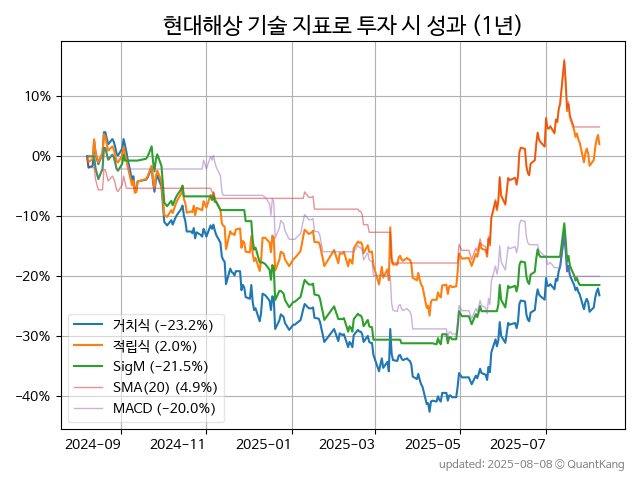 현대해상 기술 지표로 투자 시 성과 (1년)
10%
0%
−10%
−20%
−30%
−40%
거치식 (−23.2%)
적립식 (2.0%)
SigM (−21.5%)
SMA(20) (4.9%)
MACD (−20.0%)
2024-09
2024-11
2025-01
2025-03
2025-05
2025-07
updated: 2025-08-08 © QuantKang